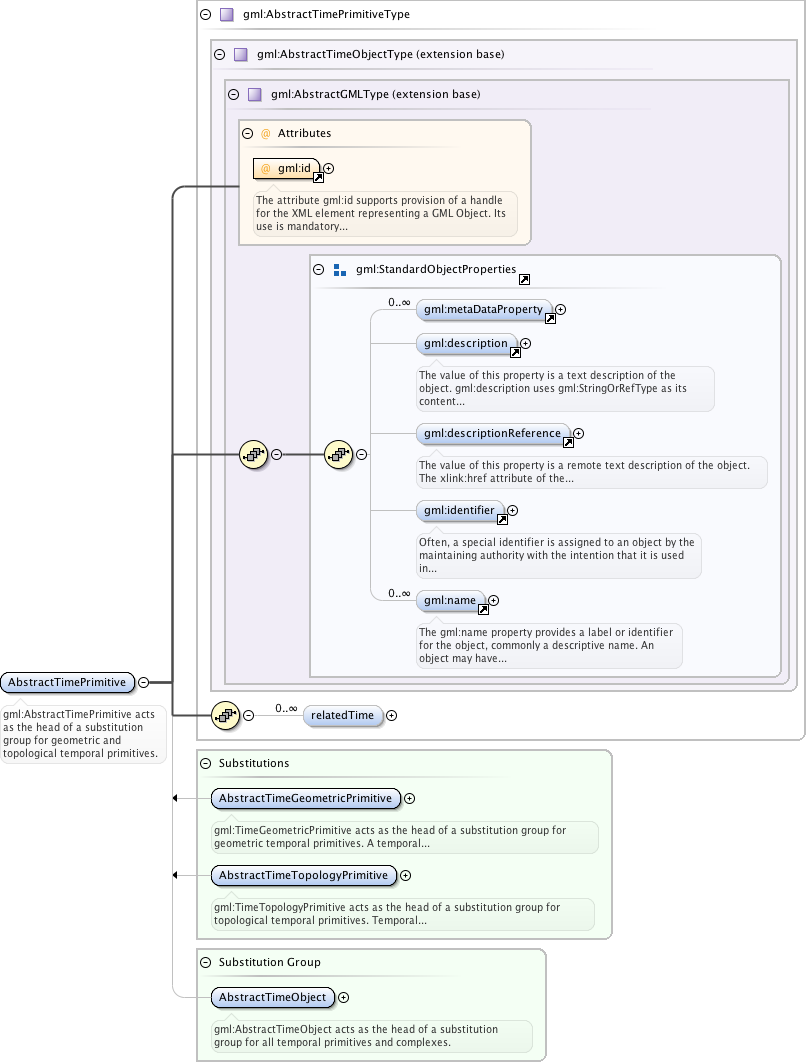 gml:AbstractTimePrimitiveType
gml:AbstractTimeObjectType (extension base)
gml:AbstractGMLType (extension base)
@ Attributes
@ gml:id
The attribute gml:id supports provision of a handle
for the XML element representing a GML Object. Its
use is mandatory...
gml:StandardObjectProperties
0..∞
gml:metaDataProperty
gml:description
The value of this property is a text description of the
object. gml:description uses gml:StringOrRefType as its
content...
gml:descriptionReference
The value of this property is a remote text description of the object.
The xlink:href attribute of the...
gml:identifier
Often, a special identifier is assigned to an object by the
maintaining authority with the intention that it is used
in...
0..∞
gml:name
The gml:name property provides a label or identifier
for the object, commonly a descriptive name. An
object may have...
AbstractTimePrimitive
gml:AbstractTimePrimitive acts
as the head of a substitution
group for geometric and
topological temporal primitives.
0..∞
relatedTime
Substitutions
AbstractTimeGeometricPrimitive
gml:TimeGeometricPrimitive acts as the head of a substitution group for
geometric temporal primitives. A temporal...
AbstractTimeTopologyPrimitive
gml:TimeTopologyPrimitive acts as the head of a substitution group for
topological temporal primitives. Temporal...
Substitution Group
AbstractTimeObject
gml:AbstractTimeObject acts as the head of a substitution
group for all temporal primitives and complexes.